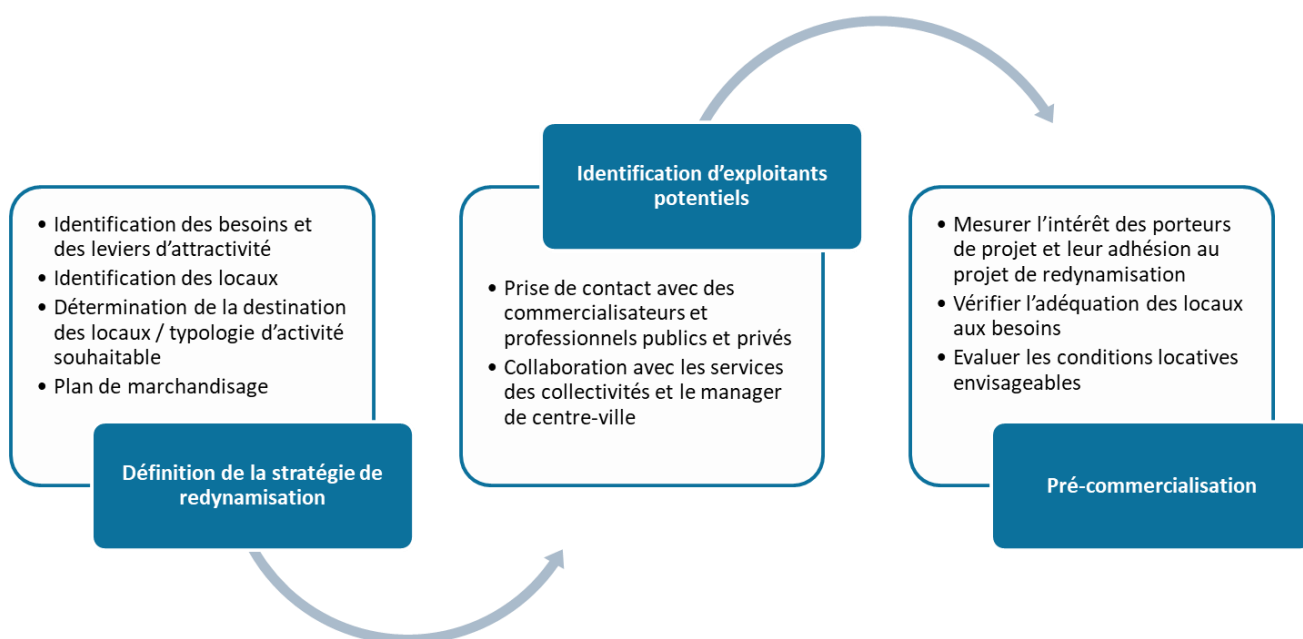 • Identification des besoins et
des leviers d’attractivité
• Identification des locaux
• Détermination de la destination
des locaux / typologie d’activité
souhaitable
• Plan de marchandisage
Définition de la stratégie de
redynamisation
Identification d’exploitants
potentiels
• Prise de contact avec des
commercialisateurs et
professionnels publics et privés
• Collaboration avec les services
des collectivités et le manager
de centre-ville
• Mesurer l’intérêt des porteurs
de projet et leur adhésion au
projet de redynamisation
• Vérifier l’adéquation des locaux
aux besoins
• Evaluer les conditions locatives
envisageables
Pré-commercialisation